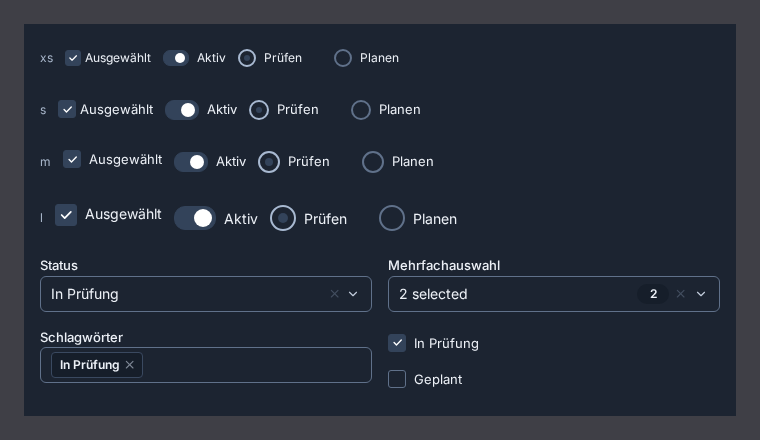 xs Ausgewählt Aktiv Prüfen Planen
s Ausgewählt Aktiv Prüfen Planen
m Ausgewählt Aktiv Prüfen Planen
l Ausgewählt Aktiv Prüfen Planen
Status
In Prüfung
Mehrfachauswahl
2 selected 2
Schlagwörter
In Prüfung
In Prüfung
Geplant